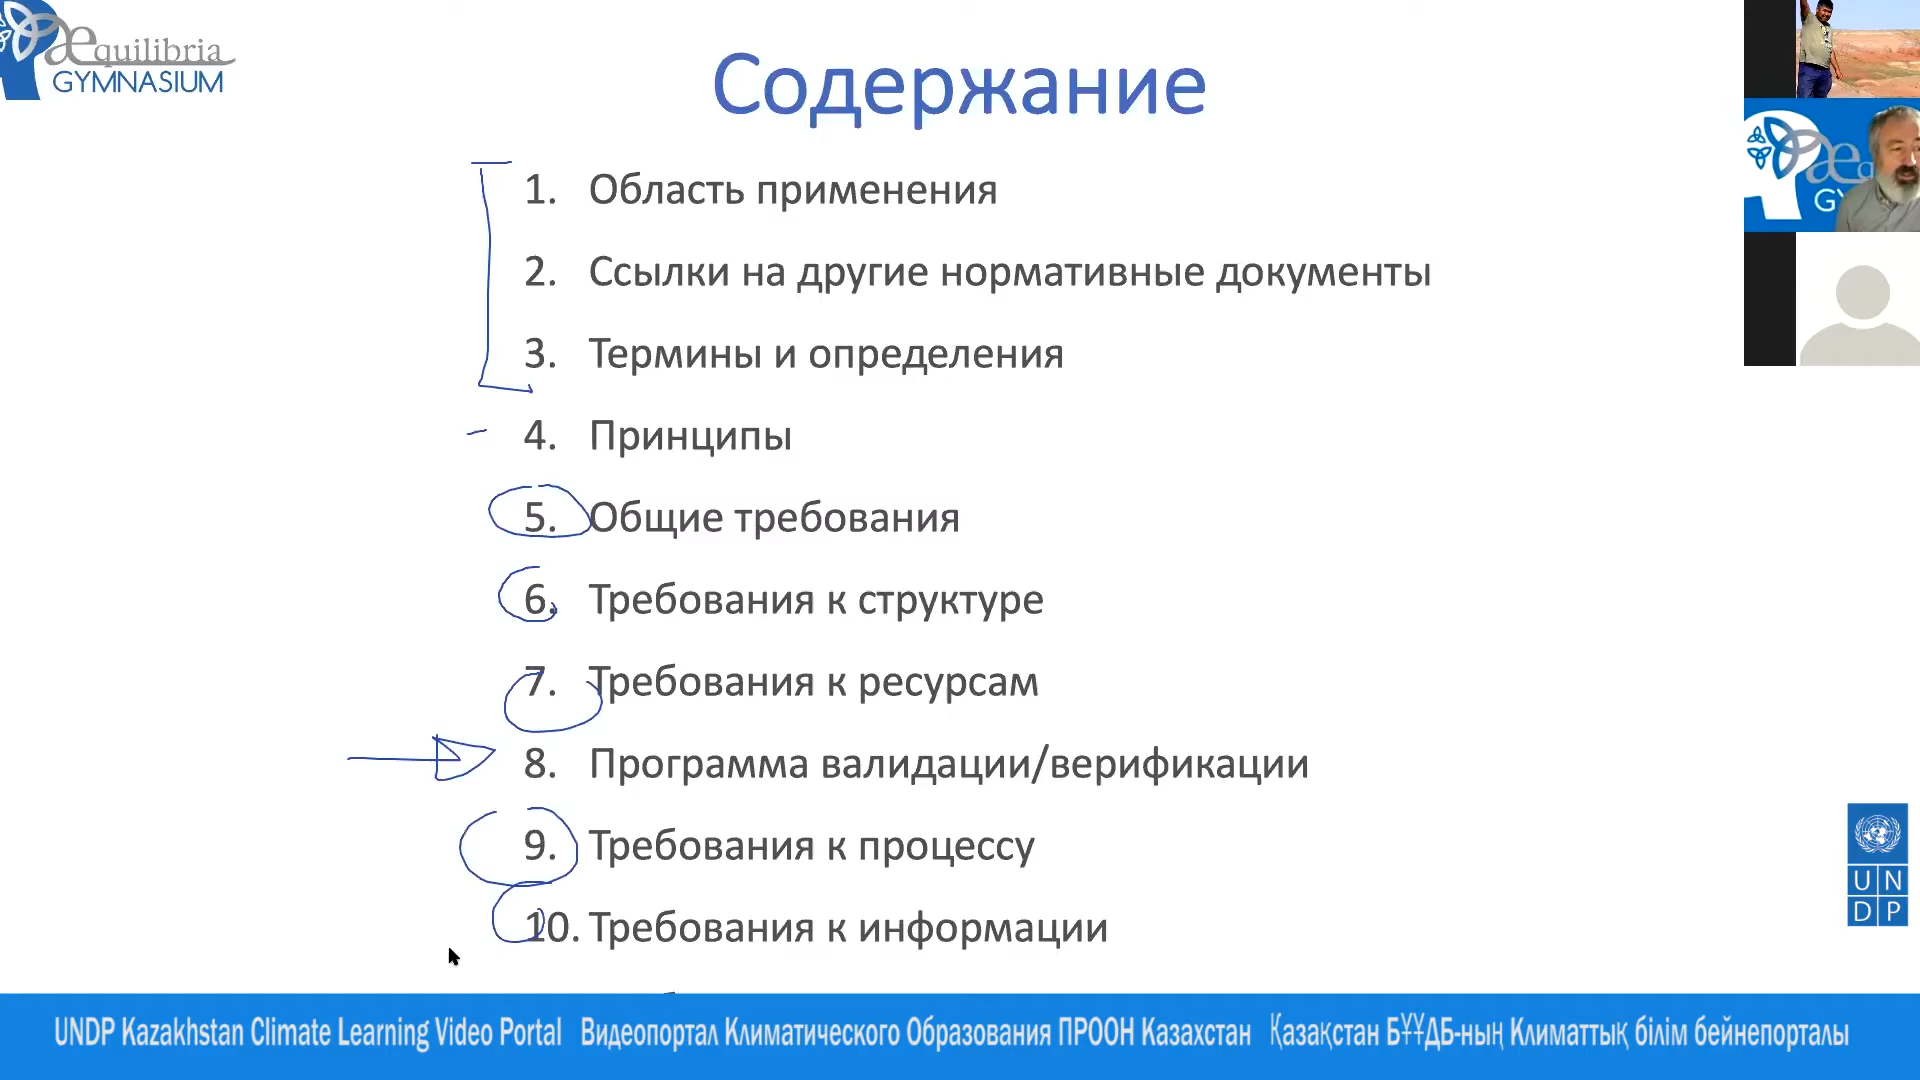 Æquilibria
GYMNASIUM
Содержание
1. Область применения
2. Ссылки на другие нормативные документы
3. Термины и определения
4. Принципы
5. Общие требования
6. Требования к структуре
7. Требования к ресурсам
8. Программа валидации/верификации
9. Требования к процессу
10. Требования к информации
UN
DP
UNDP Kazakhstan Climate Learning Video Portal Видеопортал Климатического Образования ПРООН Казахстан Қазақстан БҰҰДБ-ның Климаттық білім бейнепорталы